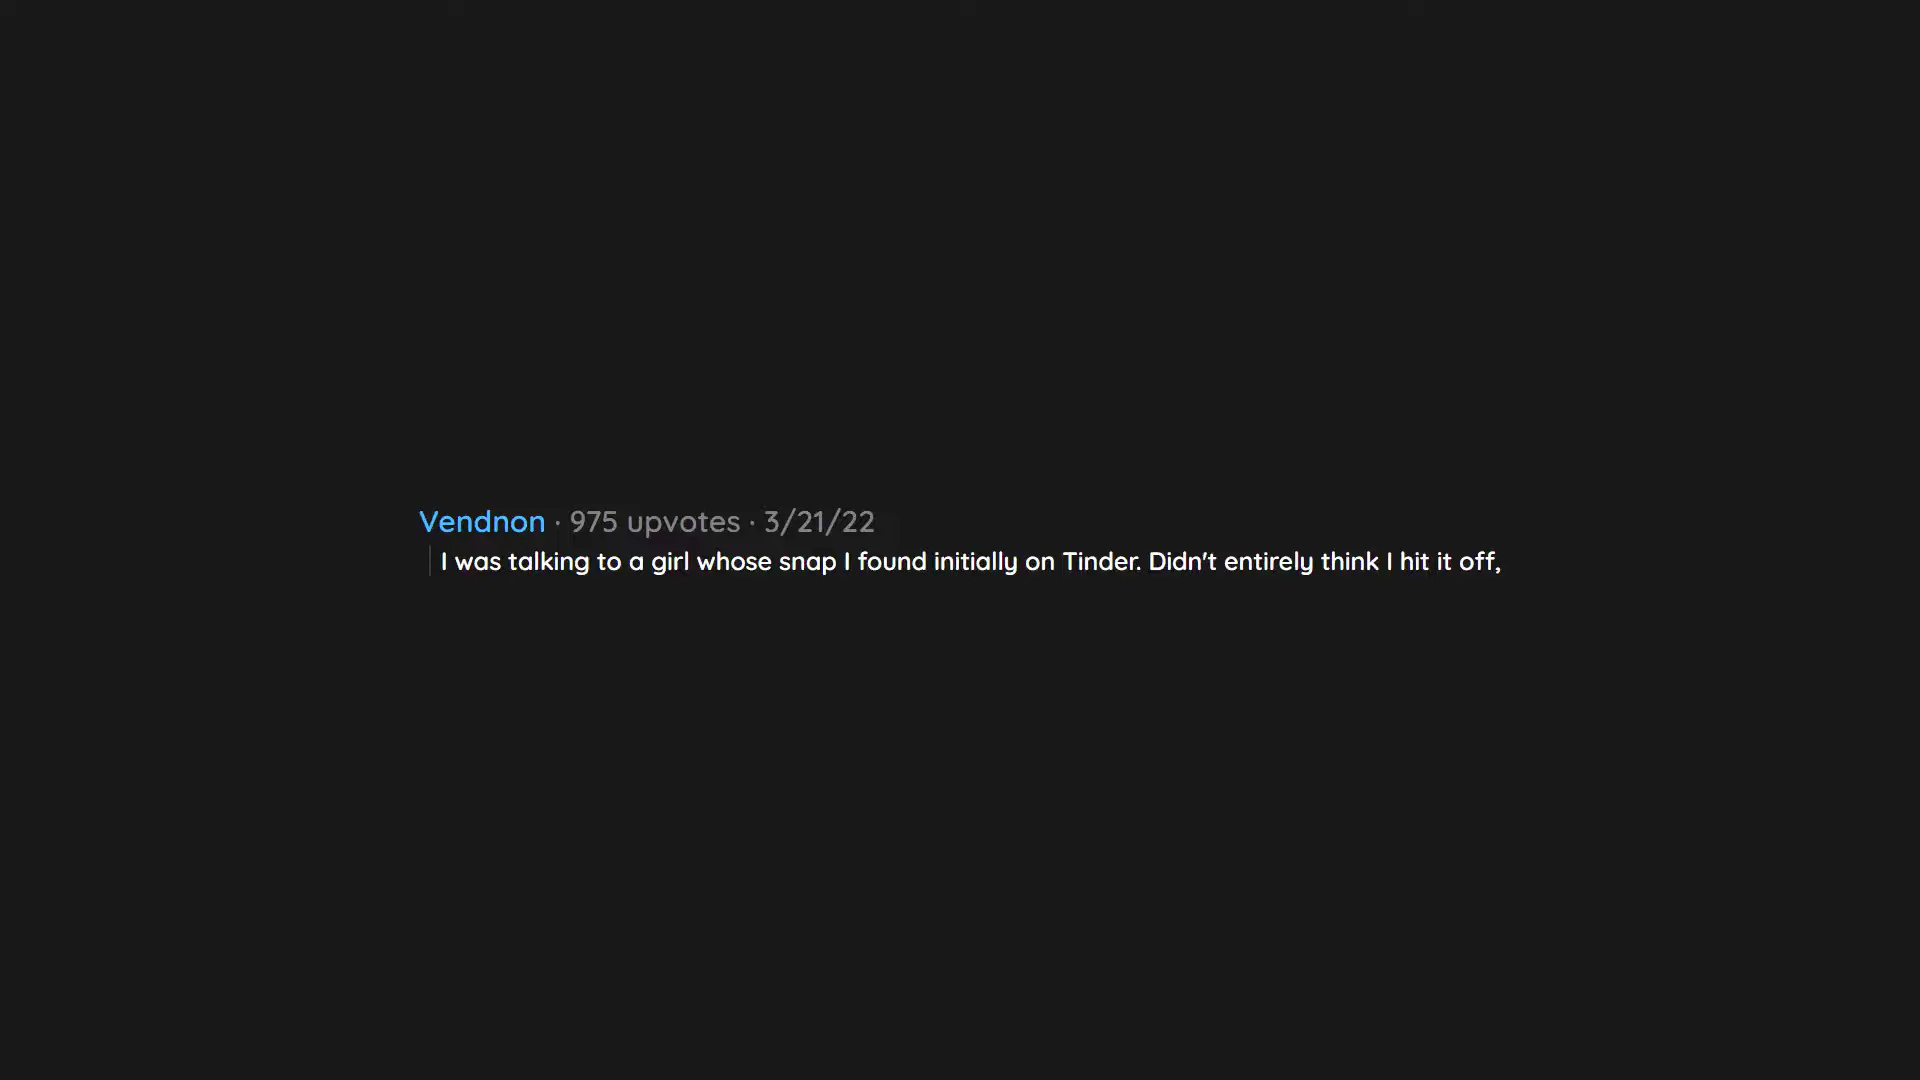 Vendnon · 975 upvotes · 3/21/22
I was talking to a girl whose snap I found initially on Tinder. Didn't entirely think I hit it off,